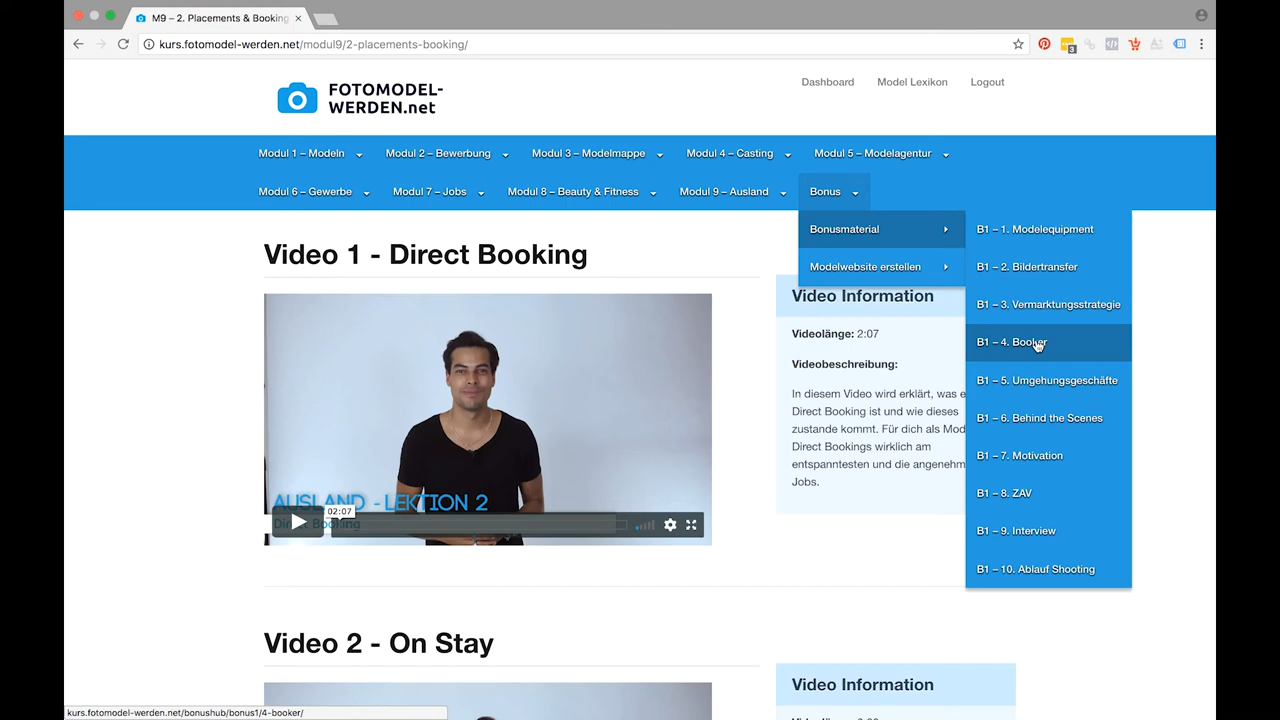 M9 – 2. Placements & Booking
kurs.fotomodel-werden.net/modul9/2-placements-booking/
3
FOTOMODEL-
WERDEN.net
Dashboard
Model Lexikon
Logout
Modul 1 – Modeln
Modul 2 – Bewerbung
Modul 3 – Modelmappe
Modul 4 – Casting
Modul 5 – Modelagentur
Modul 6 – Gewerbe
Modul 7 – Jobs
Modul 8 – Beauty & Fitness
Modul 9 – Ausland
Bonus
Bonusmaterial
Modelwebsite erstellen
B1 – 1. Modelequipment
B1 – 2. Bildertransfer
B1 – 3. Vermarktungsstrategie
B1 – 4. Booker
B1 – 5. Umgehungsgeschäfte
B1 – 6. Behind the Scenes
B1 – 7. Motivation
B1 – 8. ZAV
B1 – 9. Interview
B1 – 10. Ablauf Shooting
Video 1 - Direct Booking
AUSLAND - LEKTION 2
Direct Booking
02:07
Video Information
Videolänge: 2:07
Videobeschreibung:
In diesem Video wird erklärt, was
Direct Booking ist und wie dieses
zustande kommt. Für dich als
Direct Bookings wirklich am
entspanntesten und die
Jobs.
Video 2 - On Stay
Video Information
kurs.fotomodel-werden.net/bonushub/bonus1/4-booker/